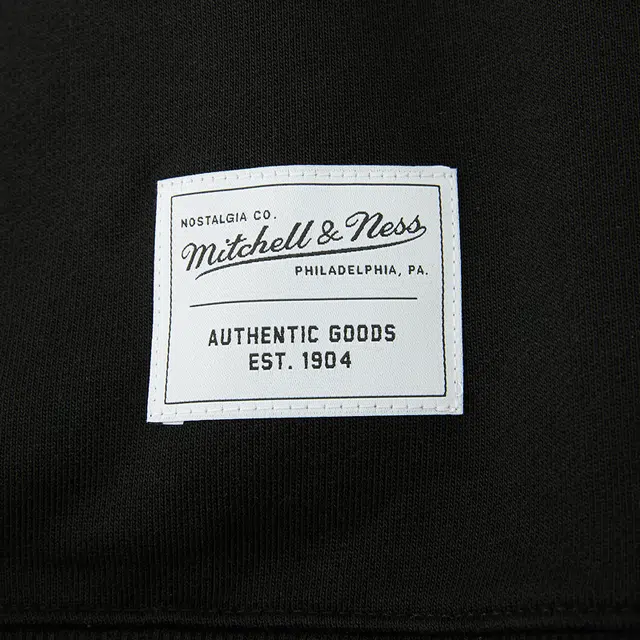 NOSTALGIA CO.
Mitchell & Ness
PHILADELPHIA, PA.
AUTHENTIC GOODS
EST. 1904